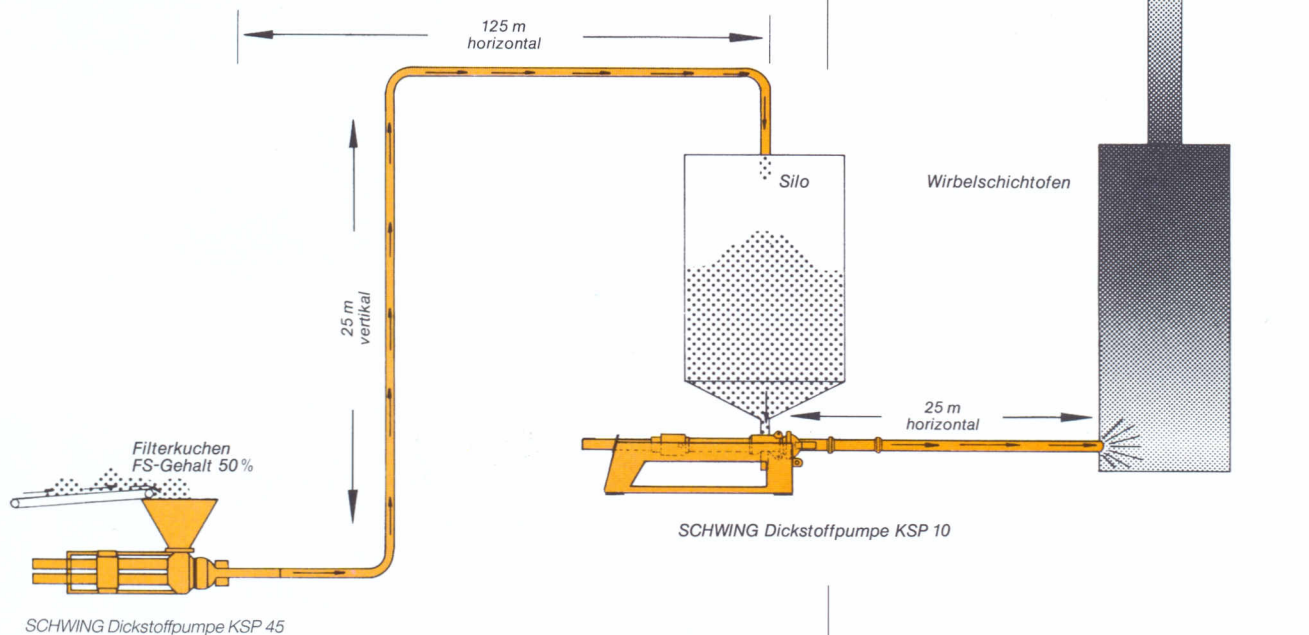 125 m
horizontal
Silo
Wirbelschichtofen
25 m
vertikal
25 m
horizontal
Filterkuchen
FS-Gehalt 50%
SCHWING Dickstoffpumpe KSP 10
SCHWING Dickstoffpumpe KSP 45